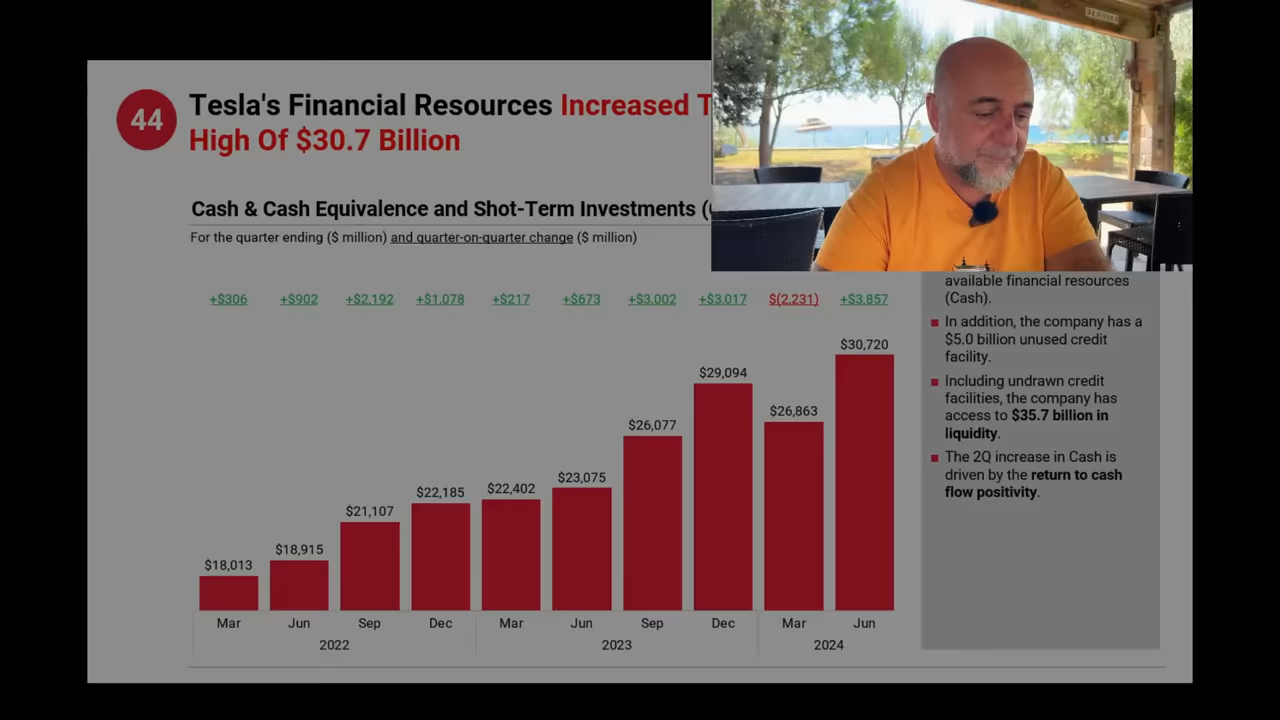 44
Tesla's Financial Resources Increased T
High Of $30.7 Billion
Cash & Cash Equivalence and Shot-Term Investments (
For the quarter ending ($ million) and quarter-on-quarter change ($ million)
available financial resources
(Cash).
In addition, the company has a
$5.0 billion unused credit
facility.
Including undrawn credit
facilities, the company has
access to $35.7 billion in
liquidity.
The 2Q increase in Cash is
driven by the return to cash
flow positivity.
+$306 +$902 +$2.192 +$1.078 +$217 +$673 +$3.002 +$3.017 $(2.231) +$3.857
$18,013 $18,915 $21,107 $22,185 $22,402 $23,075 $26,077 $29,094 $26,863 $30,720
Mar Jun Sep Dec Mar Jun Sep Dec Mar Jun
2022 2023 2024